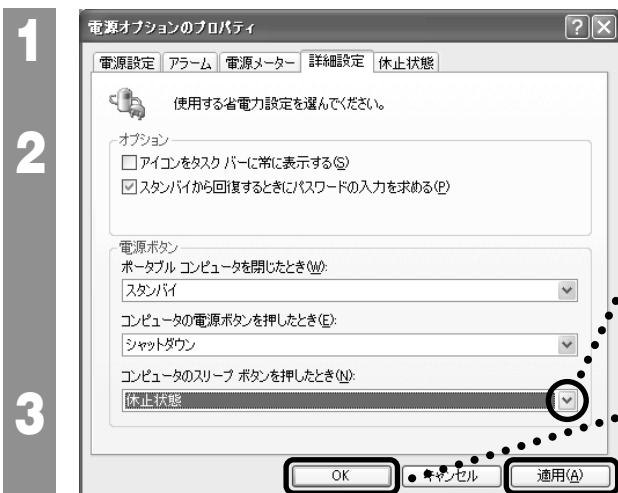 1
2
3
電源オプションのプロパティ
電源設定 アラーム 電源メーター 詳細設定 休止状態
使用する省電力設定を選んでください。
オプション
アイコンをタスク バーに常に表示する(S)
スタンバイから回復するときにパスワードの入力を求める(P)
電源ボタン
ポータブル コンピュータを閉じたとき(W):
スタンバイ
コンピュータの電源ボタンを押したとき(E):
シャットダウン
コンピュータのスリープ ボタンを押したとき(N):
休止状態
OK キャンセル 適用(A)